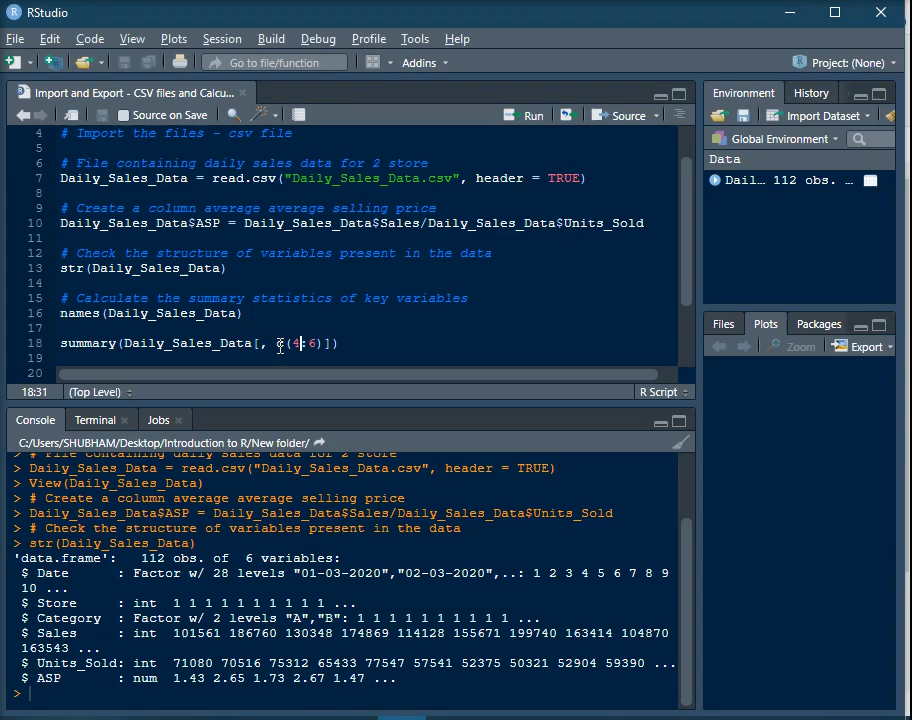 RStudio
File Edit Code View Plots Session Build Debug Profile Tools Help
Go to file/function Addins Project: (None)
Import and Export - CSV files and Calcu...
Source on Save Run Source
4 # Import the files - csv file
5
6 # File containing daily sales data for 2 store
7 Daily_Sales_Data = read.csv("Daily_Sales_Data.csv", header = TRUE)
8
9 # Create a column average average selling price
10 Daily_Sales_Data$ASP = Daily_Sales_Data$Sales/Daily_Sales_Data$Units_Sold
11
12 # Check the structure of variables present in the data
13 str(Daily_Sales_Data)
14
15 # Calculate the summary statistics of key variables
16 names(Daily_Sales_Data)
17
18 summary(Daily_Sales_Data[, c(4:6)])
19
20
18:31 (Top Level) R Script
Console Terminal Jobs
C:/Users/SHUBHAM/Desktop/Introduction to R/New folder/
> # File containing daily sales data for 2 store
> Daily_Sales_Data = read.csv("Daily_Sales_Data.csv", header = TRUE)
> View(Daily_Sales_Data)
> # Create a column average average selling price
> Daily_Sales_Data$ASP = Daily_Sales_Data$Sales/Daily_Sales_Data$Units_Sold
> # Check the structure of variables present in the data
> str(Daily_Sales_Data)
'data.frame': 112 obs. of 6 variables:
$ Date : Factor w/ 28 levels "01-03-2020","02-03-2020",..: 1 2 3 4 5 6 7 8 9
10 ...
$ Store : int 1 1 1 1 1 1 1 1 1 1 ...
$ Category : Factor w/ 2 levels "A","B": 1 1 1 1 1 1 1 1 1 1 ...
$ Sales : int 101561 186760 130348 174869 114128 155671 199740 163414 104870
163543 ...
$ Units_Sold: int 71080 70516 75312 65433 77547 57541 52375 50321 52904 59390 ...
$ ASP : num 1.43 2.65 1.73 2.67 1.47 ...
>
Environment History
Import Dataset
Global Environment
Data
Dail... 112 obs. ...
Files Plots Packages
Zoom Export